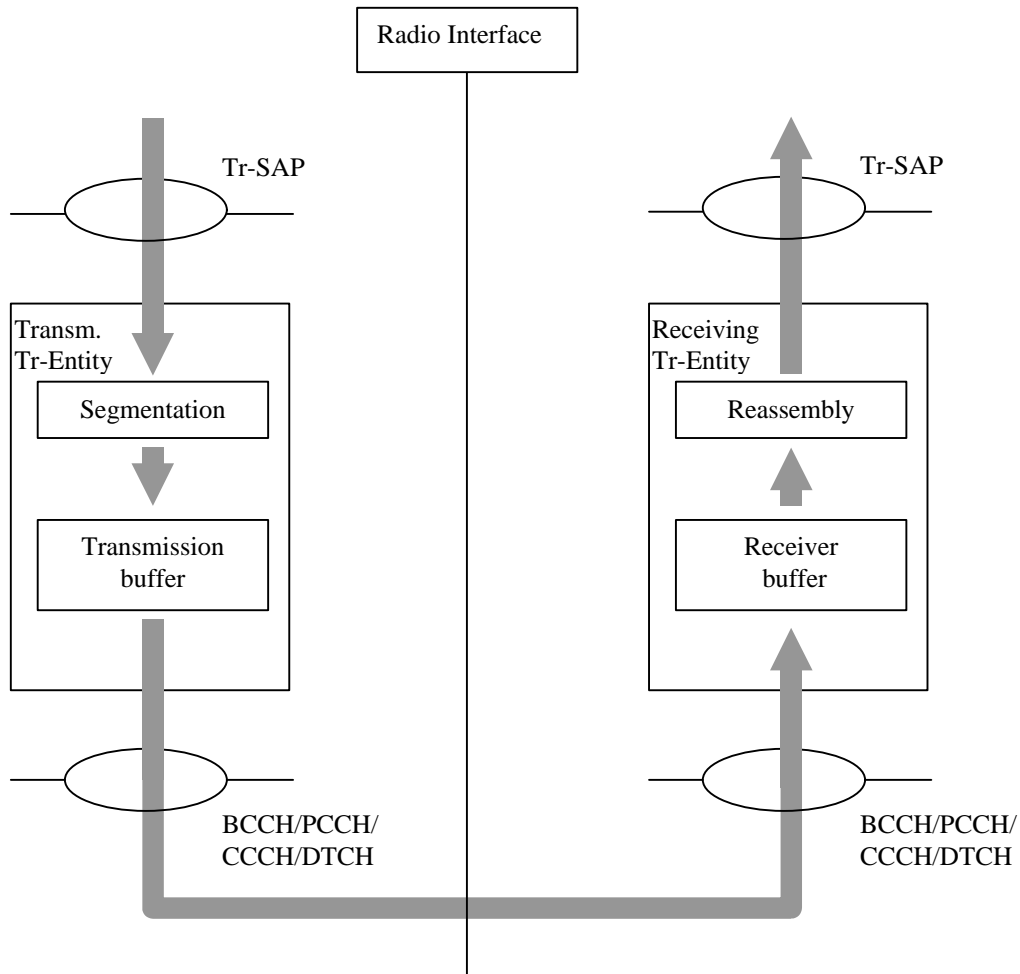 Radio Interface
Tr-SAP
Tr-SAP
Transm.
Tr-Entity
Segmentation
Transmission
buffer
Receiving
Tr-Entity
Reassembly
Receiver
buffer
BCCH/PCCH/
CCCH/DTCH
BCCH/PCCH/
CCCH/DTCH